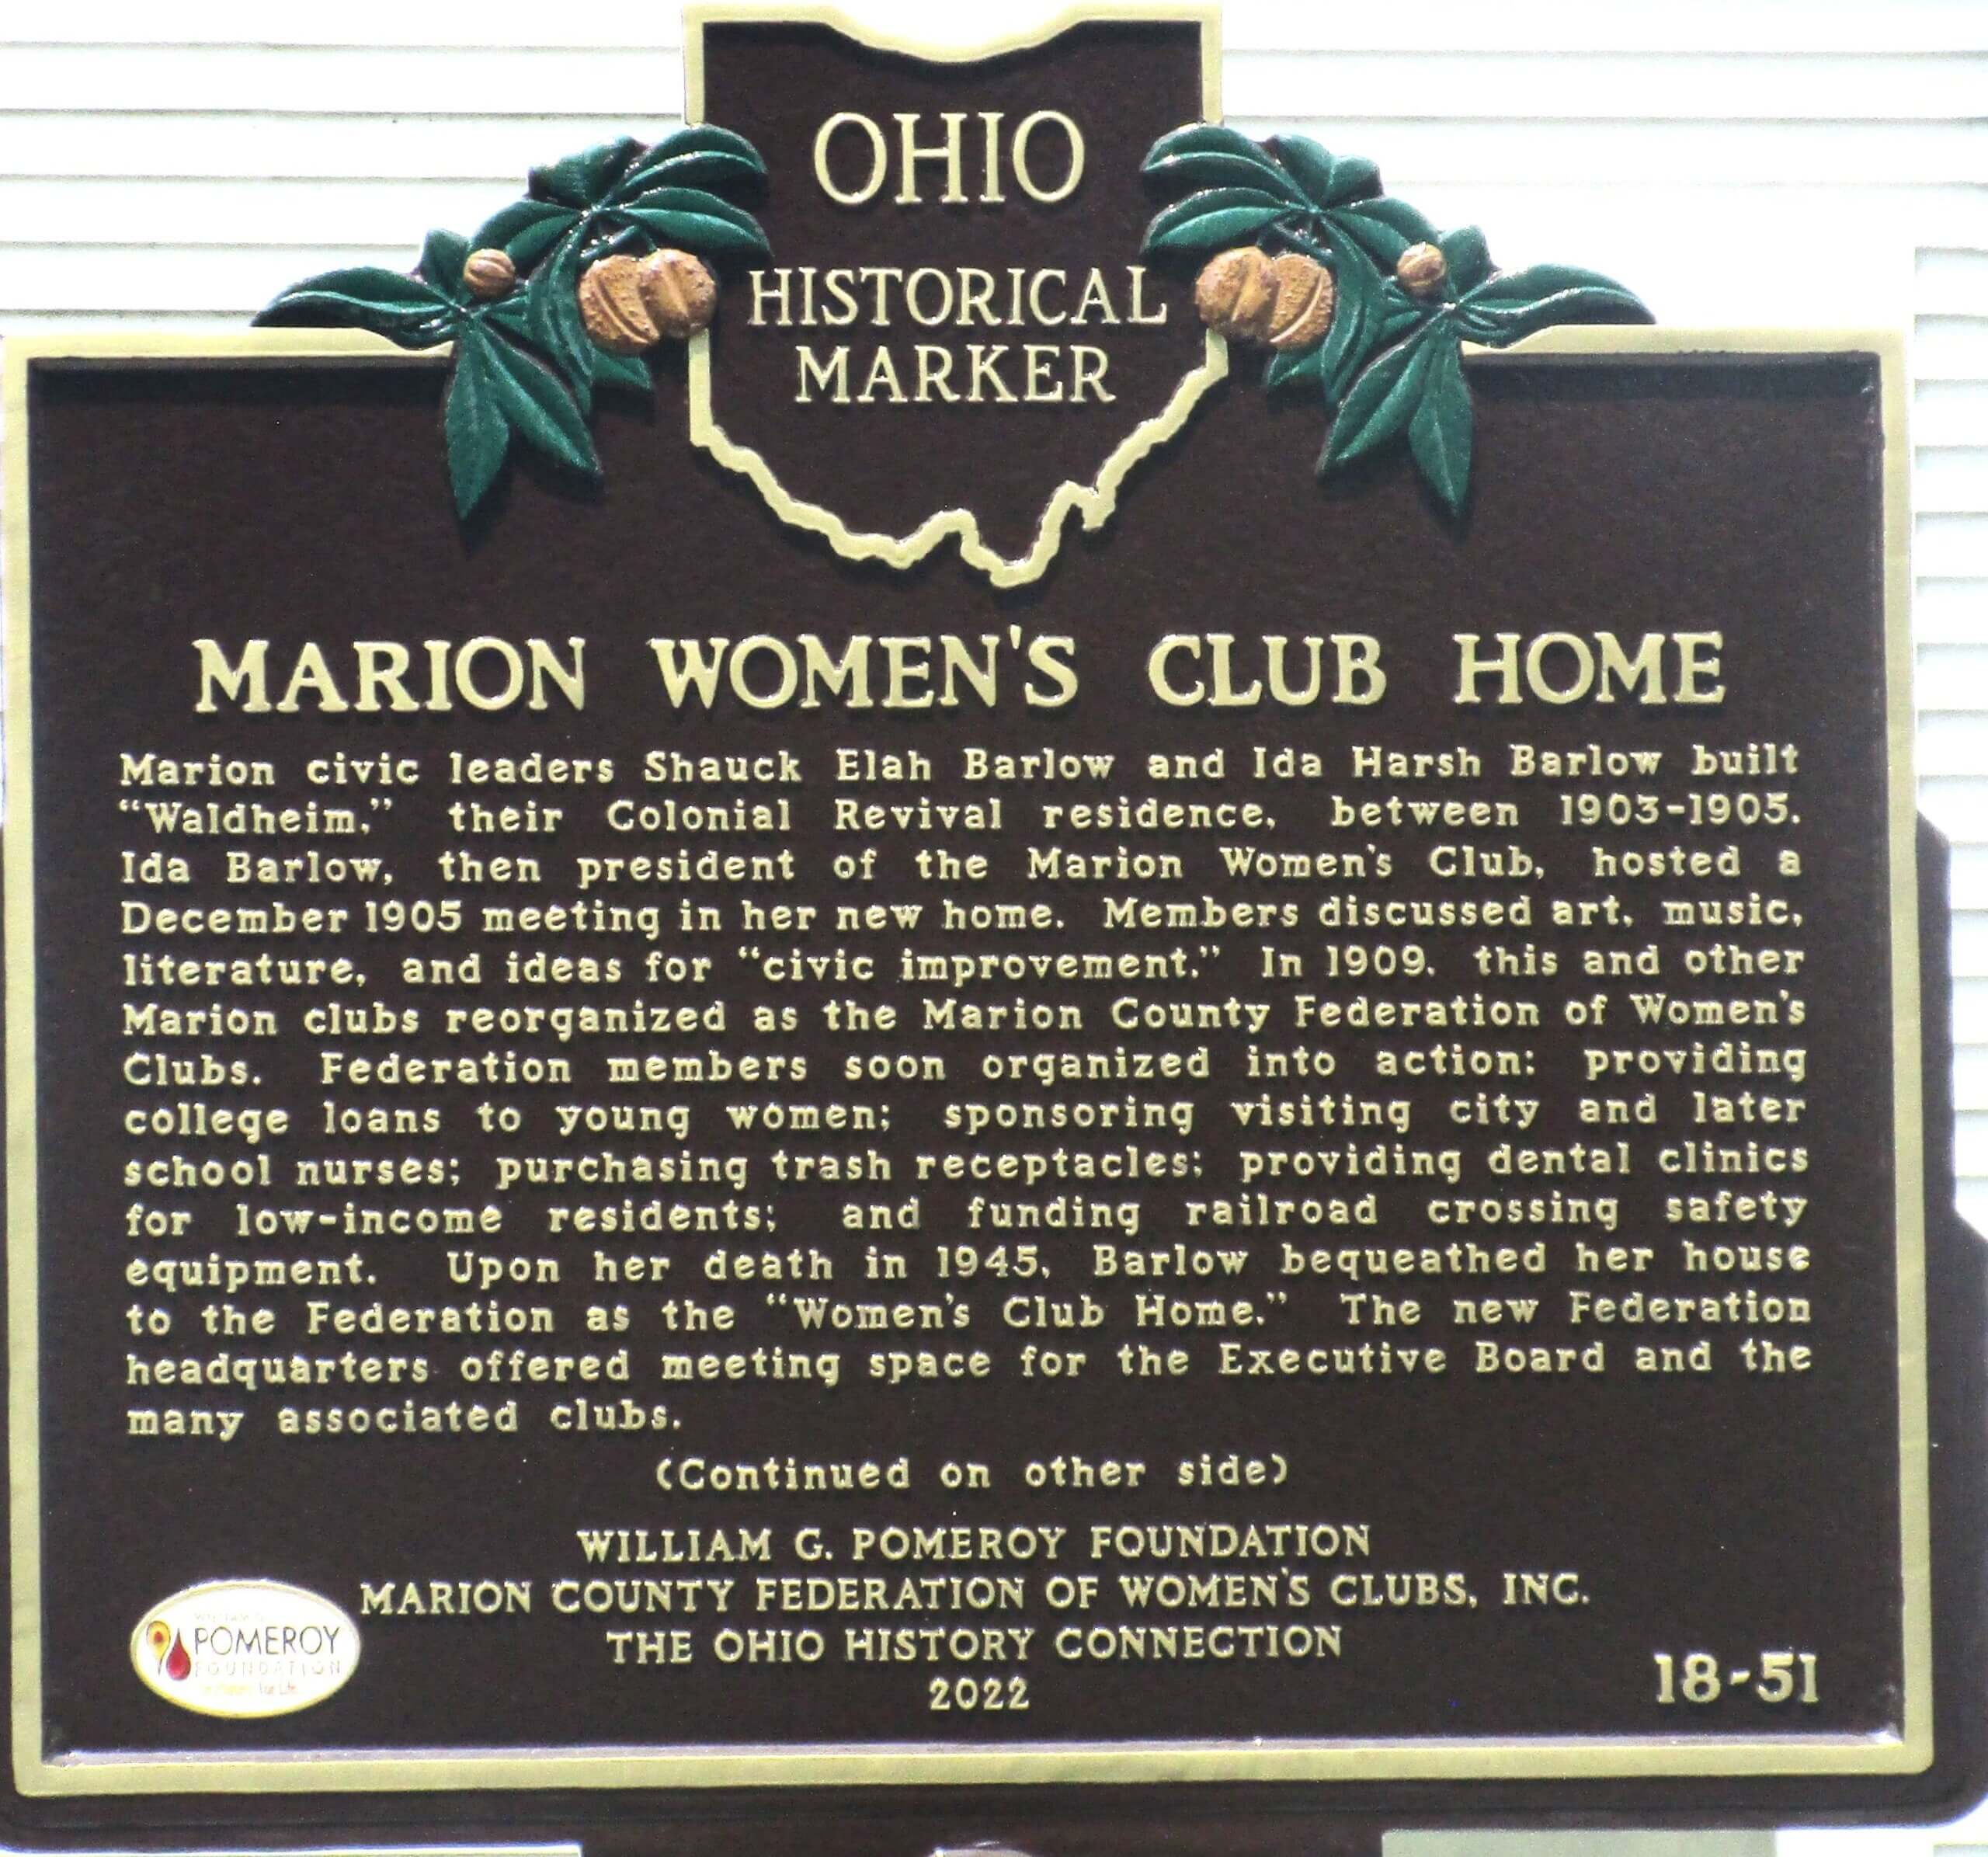 OHIO
HISTORICAL
MARKER
MARION WOMEN'S CLUB HOME
Marion civic leaders Shauck Elah Barlow and Ida Harsh Barlow built
“Waldheim,” their Colonial Revival residence, between 1903-1905.
Ida Barlow, then president of the Marion Women's Club, hosted a
December 1905 meeting in her new home. Members discussed art, music,
literature, and ideas for “civic improvement.” In 1909, this and other
Marion clubs reorganized as the Marion County Federation of Women's
Clubs. Federation members soon organized into action: providing
college loans to young women; sponsoring visiting city and later
school nurses; purchasing trash receptacles; providing dental clinics
for low-income residents; and funding railroad crossing safety
equipment. Upon her death in 1945, Barlow bequeathed her house
to the Federation as the “Women's Club Home.” The new Federation
headquarters offered meeting space for the Executive Board and the
many associated clubs.
(Continued on other side)
WILLIAM G. POMEROY FOUNDATION
MARION COUNTY FEDERATION OF WOMEN'S CLUBS, INC.
THE OHIO HISTORY CONNECTION
2022
POMEROY
FOUNDATION
18-51